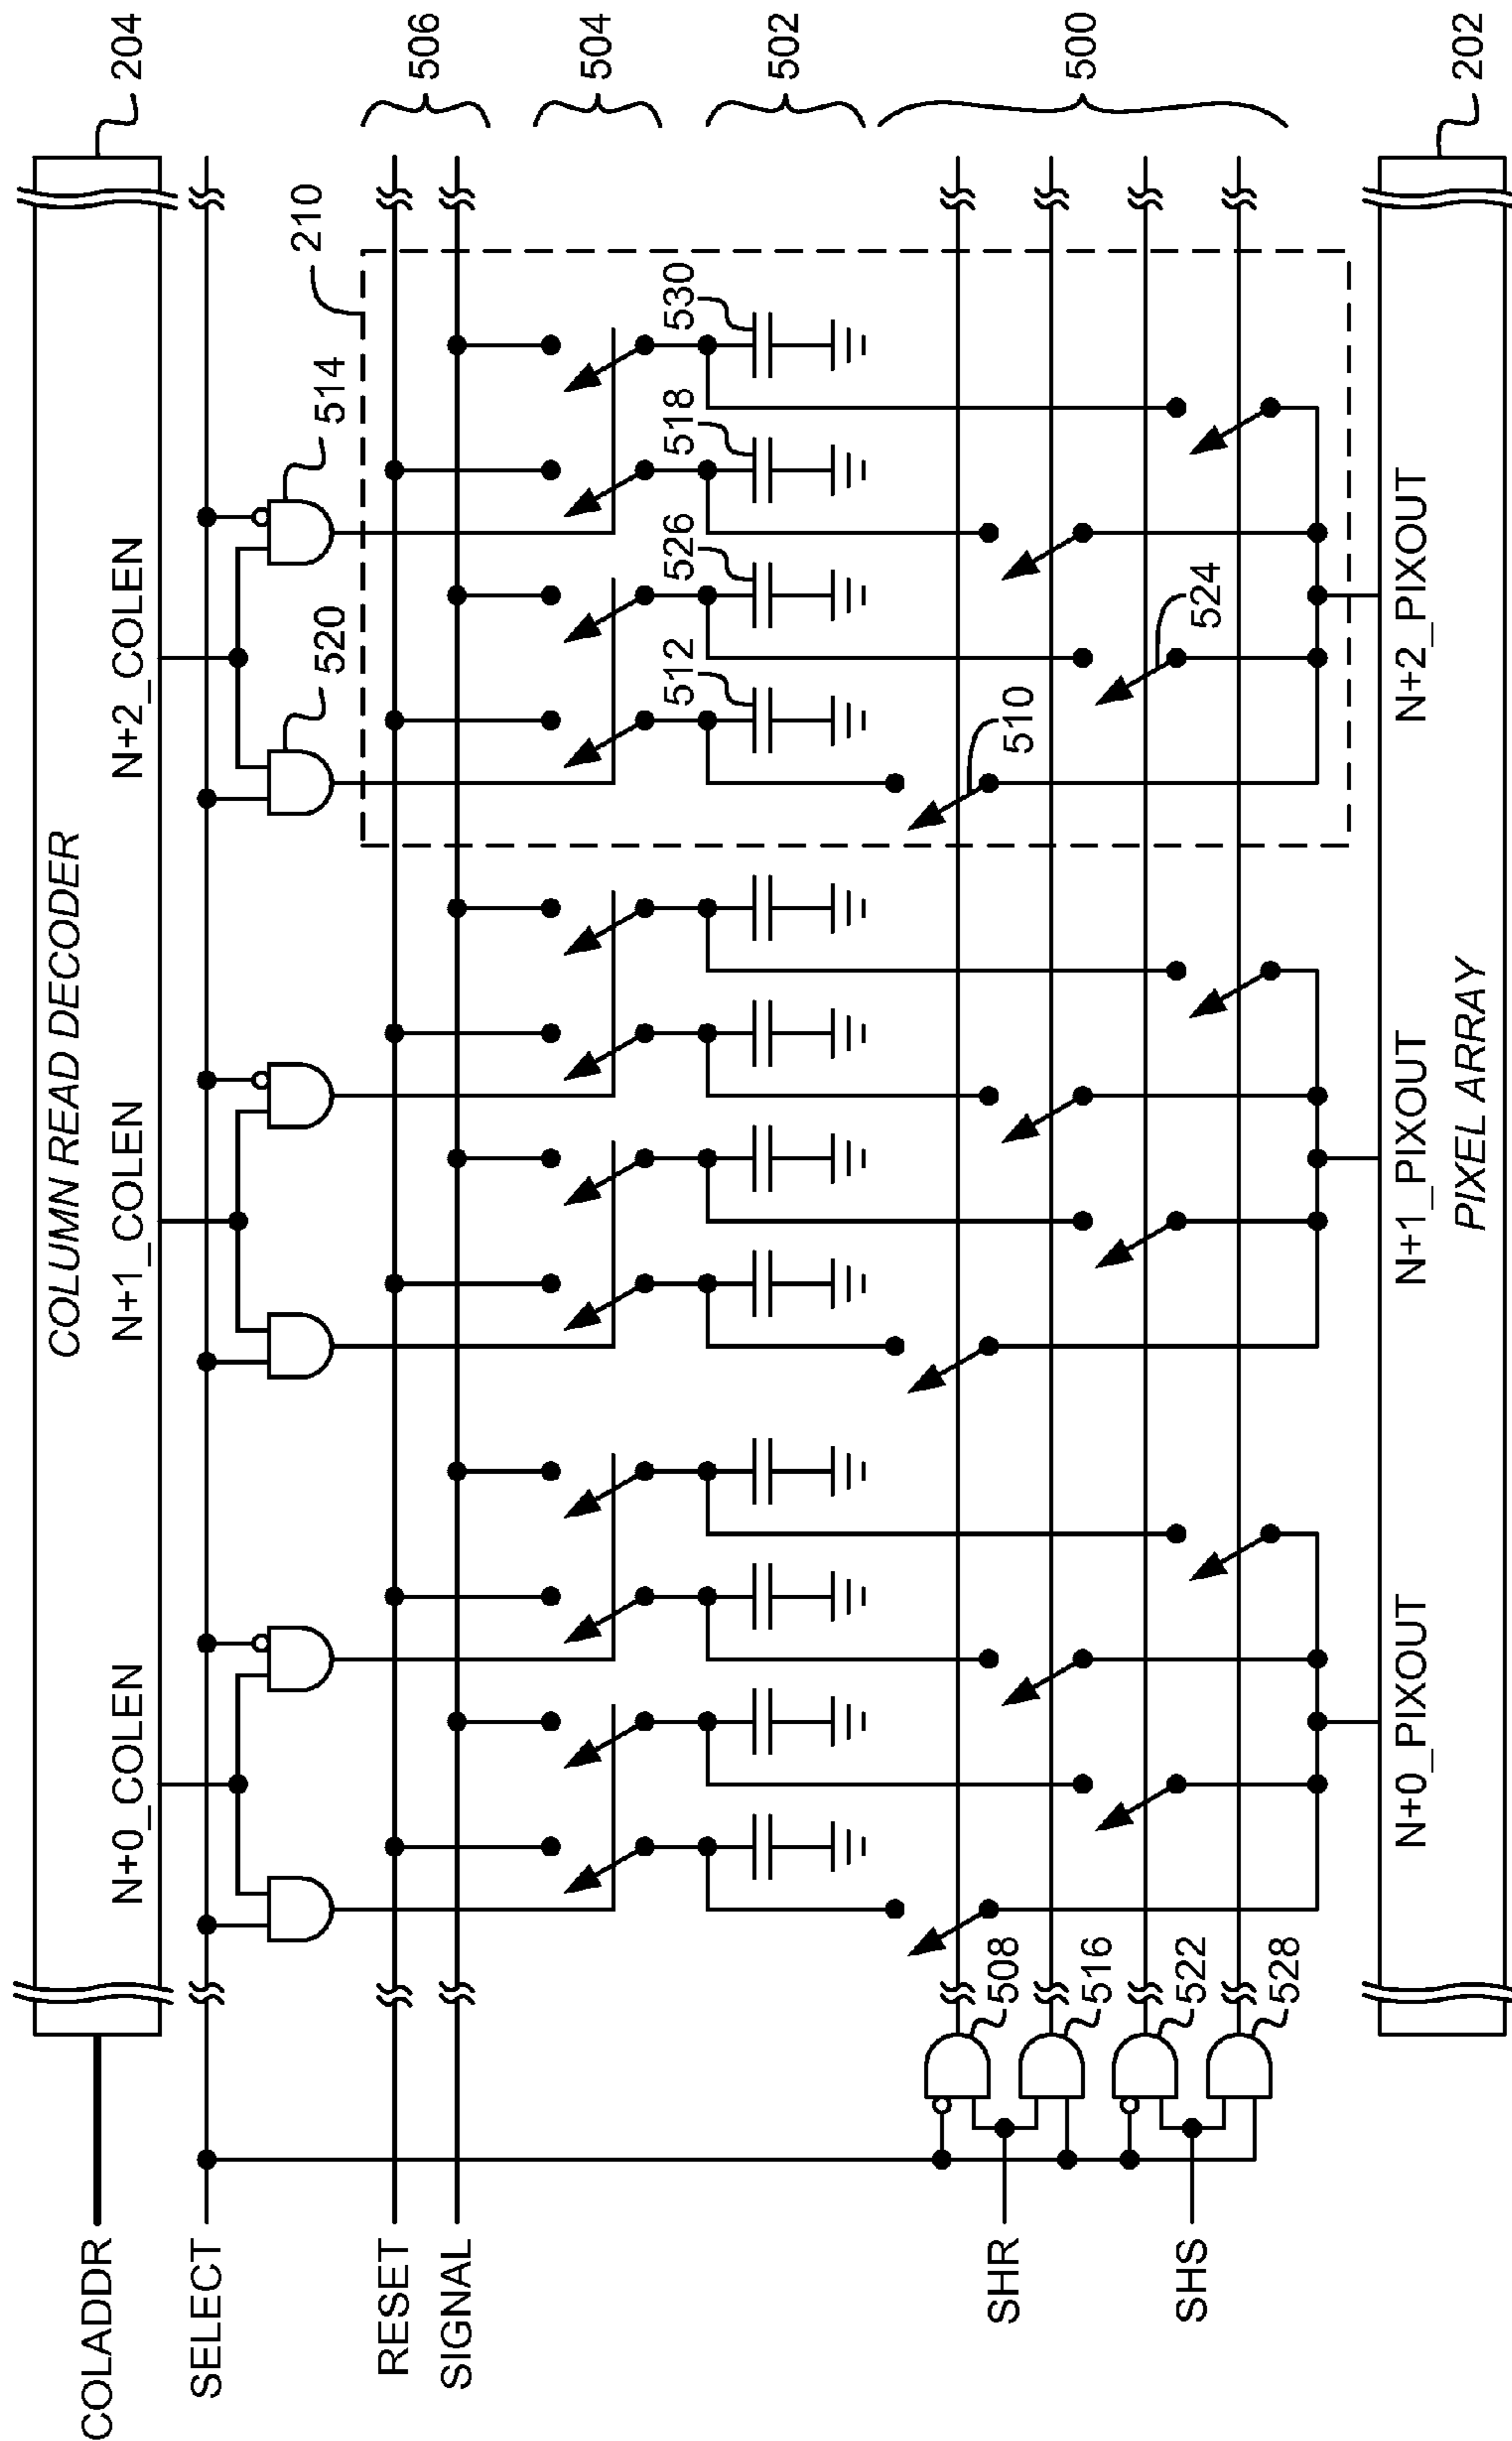 COLUMN READ DECODER
204
COLADDR
N+0_COLEN
N+1_COLEN
N+2_COLEN
SELECT
520
514
210
RESET
506
SIGNAL
504
512
526
518
530
502
510
524
500
508
SHR
516
522
SHS
528
N+0_PIXOUT
N+1_PIXOUT
N+2_PIXOUT
PIXEL ARRAY
202